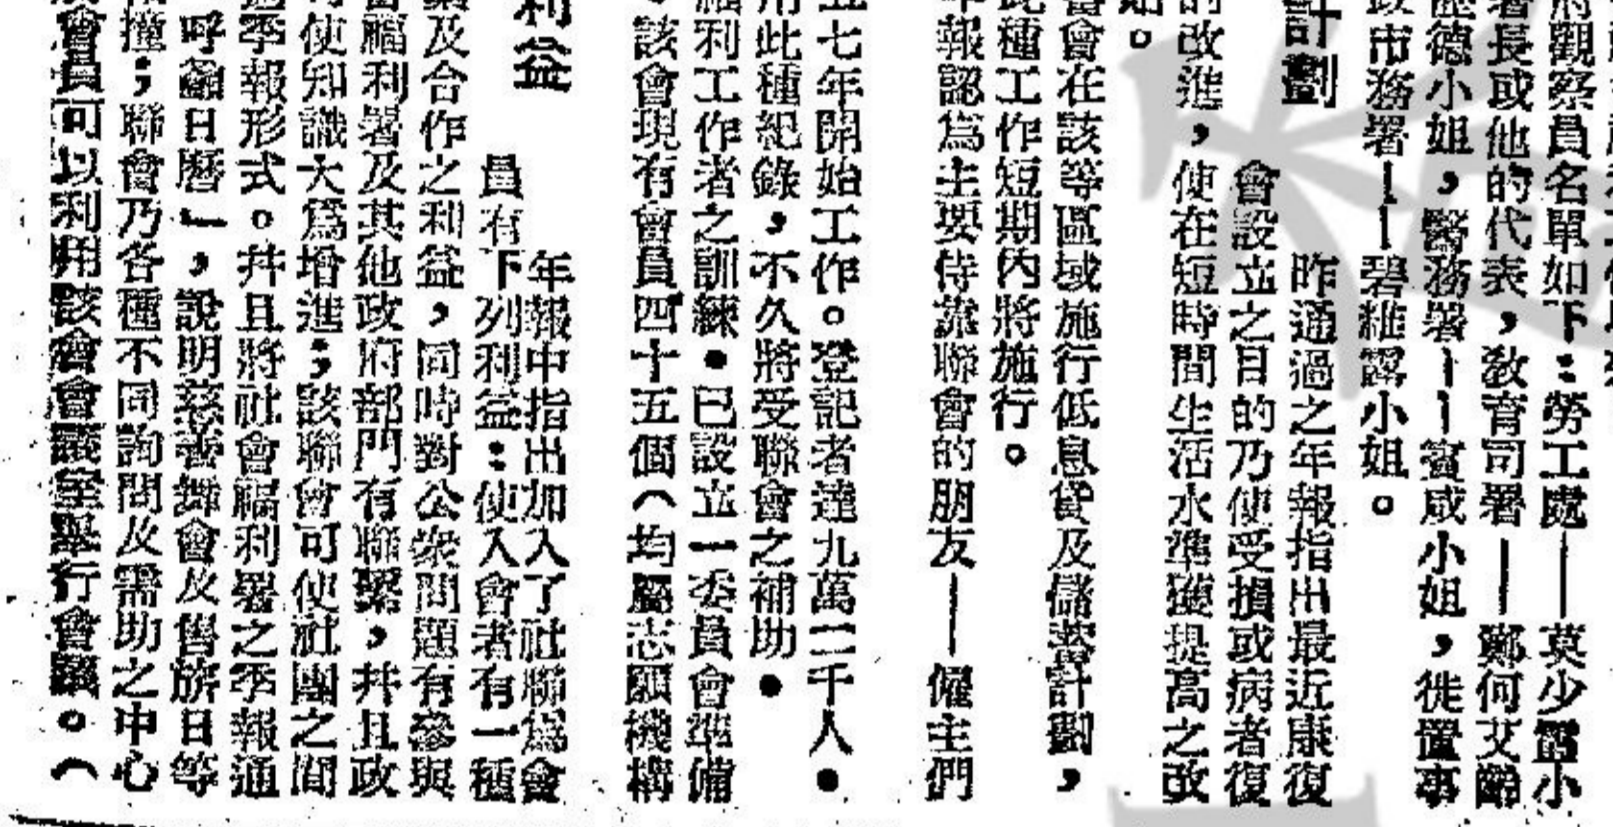 將觀察員名單如下：勞工處——莫少霞小
署長或他的代表，敎育司署——鄭何艾齡
歷德小姐，醫務署——賓咸小姐，徙置事
政市務署——碧維露小姐。
計劃
昨通過之年報指出最近康復
會設立之目的乃使受損或病者復
的改進，使在短時間生活水準獲提高之改
始。
會在該等區域施行低息貸及儲蓄計劃，
此種工作短期內將施行。
年報認爲主要侍靠聯會的朋友——僱主們
五七年開始工作。登記者達九萬二千人．
用此種紀錄，不久將受聯會之補助．
福利工作者之訓練．已設立一委員會準備
該會現有會員四十五個（均屬志願機構
利益
年報中指出加入了社聯爲會
員有下列利益：使入會者有一種
及合作之利益，同時對公衆問題有參與
福利署及其他政府部門有聯繫，幷且政
使知識大爲增進；該聯會可使社團之間
季報形式。幷且將社會福利署之季報通
呼籲日曆」，說明慈善舞會及售旂日等
撞；聯會乃各種不同詢問及需助之中心
會員可以利用該會會議室舉行會議。（